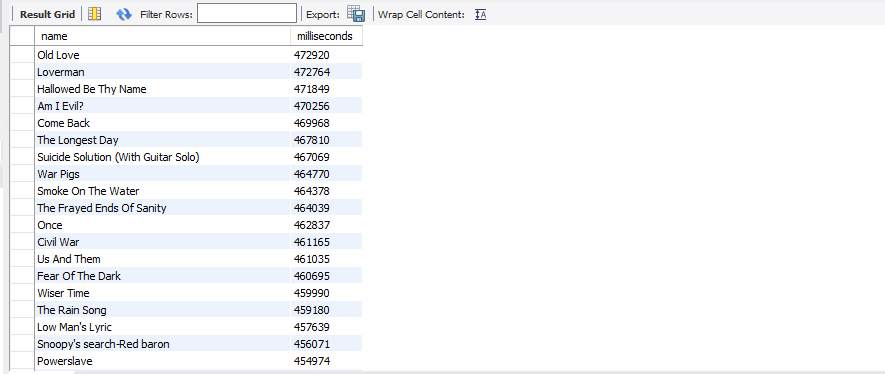 Result Grid Filter Rows: Export: Wrap Cell Content:
name milliseconds
Old Love 472920
Loverman 472764
Hallowed Be Thy Name 471849
Am I Evil? 470256
Come Back 469968
The Longest Day 467810
Suicide Solution (With Guitar Solo) 467069
War Pigs 464770
Smoke On The Water 464378
The Frayed Ends Of Sanity 464039
Once 462837
Civil War 461165
Us And Them 461035
Fear Of The Dark 460695
Wiser Time 459990
The Rain Song 459180
Low Man's Lyric 457639
Snoopy's search-Red baron 456071
Powerslave 454974